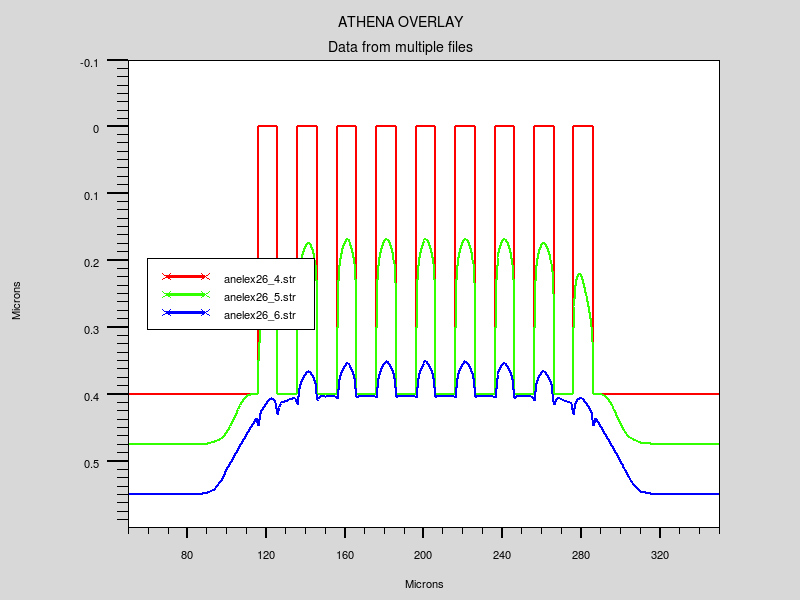 ATHENA OVERLAY
Data from multiple files
-0.1
0
0.1
0.2
0.3
0.4
0.5
Microns
anelex26_4.str
anelex26_5.str
anelex26_6.str
80 120 160 200 240 280 320
Microns